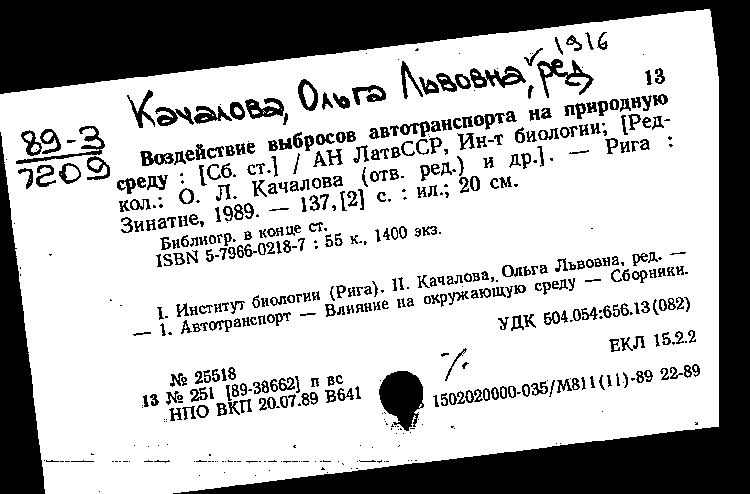 1916
Качалова, Ольга Львовна, ред
89-3
7209
13
Воздействие выбросов автотранспорта на природную
среду : [Сб. ст.] / АН ЛатвССР, Ин-т биологии; [Ред-
кол.: О. Л. Качалова (отв. ред.) и др.]. — Рига :
Зинатне, 1989. — 137,[2] с. : ил.; 20 см.
Библиогр. в конце ст.
ISBN 5-7966-0218-7 : 55 к., 1400 экз.
I. Институт биологии (Рига). II. Качалова, Ольга Львовна, ред. —
— 1. Автотранспорт — Влияние на окружающую среду — Сборники.
УДК 504.054:656.13(082)
ЕКЛ 15.2.2
№ 25518
13 № 251 [89-38662] п вс
НПО ВКП 20.07.89 В641
1502020000-035/М811(11)-89 22-89